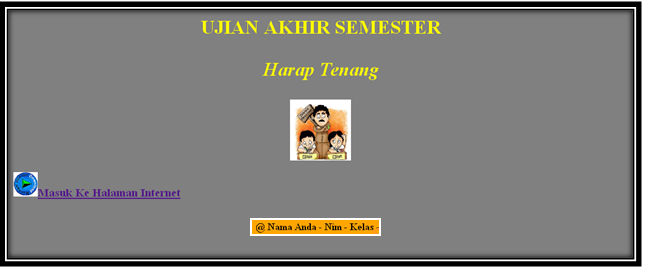 UJIAN AKHIR SEMESTER
Harap Tenang
Masuk Ke Halaman Internet
@ Nama Anda - Nim - Kelas -